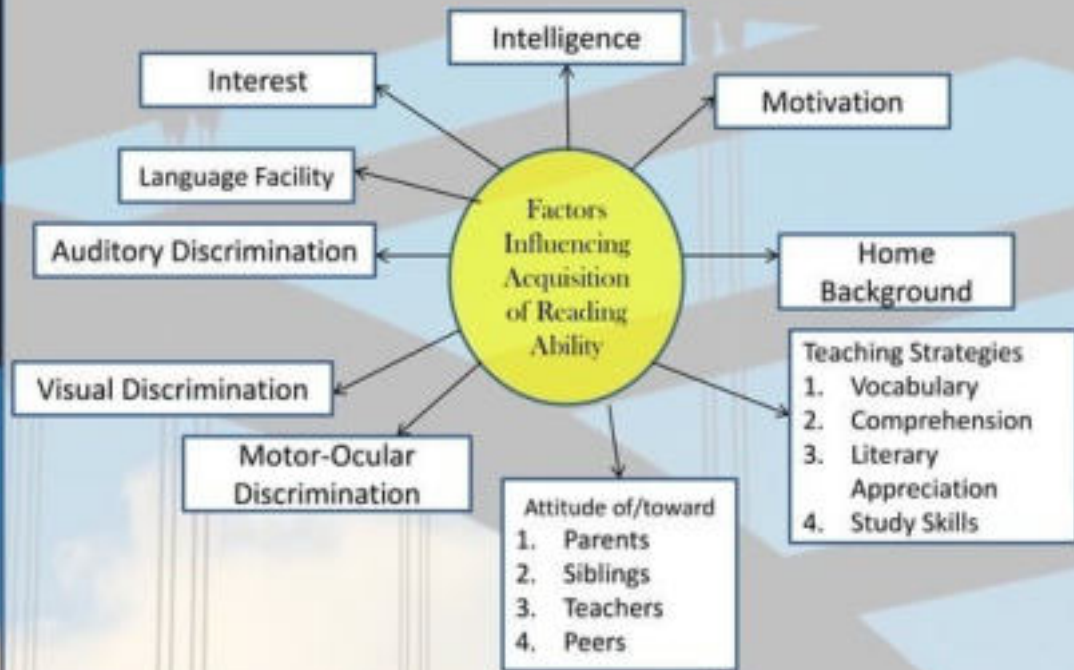 Intelligence
Interest
Motivation
Language Facility
Auditory Discrimination
Factors
Influencing
Acquisition
of Reading
Ability
Home
Background
Visual Discrimination
Motor-Ocular
Discrimination
Teaching Strategies
1. Vocabulary
2. Comprehension
3. Literary
Appreciation
4. Study Skills
Attitude of/toward
1. Parents
2. Siblings
3. Teachers
4. Peers